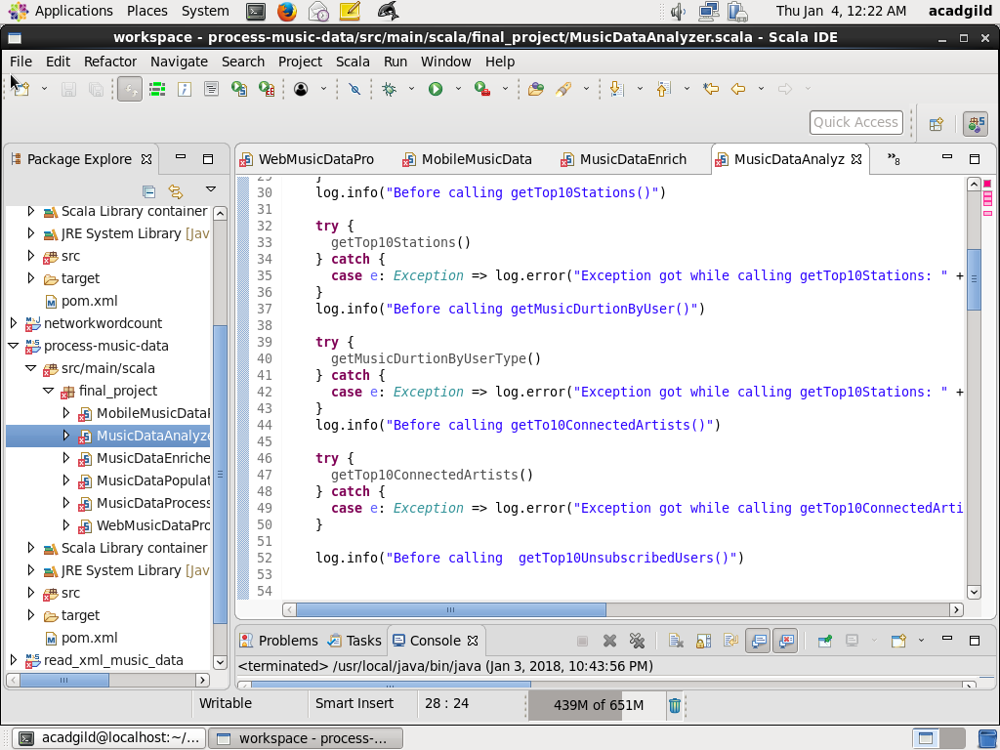 Applications Places System Thu Jan  4, 12:22 AM acadgild
workspace - process-music-data/src/main/scala/final_project/MusicDataAnalyzer.scala - Scala IDE
File Edit Refactor Navigate Search Project Scala Run Window Help
Quick Access
Package Explore
WebMusicDataPro MobileMusicData MusicDataEnrich MusicDataAnalyz »8
Scala Library container
JRE System Library [Jav
src
target
pom.xml
networkwordcount
process-music-data
src/main/scala
final_project
MobileMusicDataP
MusicDataAnalyze
MusicDataEnriche
MusicDataPopulat
MusicDataProcess
WebMusicDataPro
Scala Library container
JRE System Library [Jav
src
target
pom.xml
read_xml_music_data
29 }
30 log.info("Before calling getTop10Stations()")
31
32 try {
33 getTop10Stations()
34 } catch {
35 case e: Exception => log.error("Exception got while calling getTop10Stations: " +
36 }
37 log.info("Before calling getMusicDurtionByUser()")
38
39 try {
40 getMusicDurtionByUserType()
41 } catch {
42 case e: Exception => log.error("Exception got while calling getTop10Stations: " +
43 }
44 log.info("Before calling getTo10ConnectedArtists()")
45
46 try {
47 getTop10ConnectedArtists()
48 } catch {
49 case e: Exception => log.error("Exception got while calling getTop10ConnectedArti
50 }
51
52 log.info("Before calling  getTop10UnsubscribedUsers()")
53
54
Problems Tasks Console
<terminated> /usr/local/java/bin/java (Jan 3, 2018, 10:43:56 PM)
Writable Smart Insert 28 : 24 439M of 651M
acadgild@localhost:~/... workspace - process-...